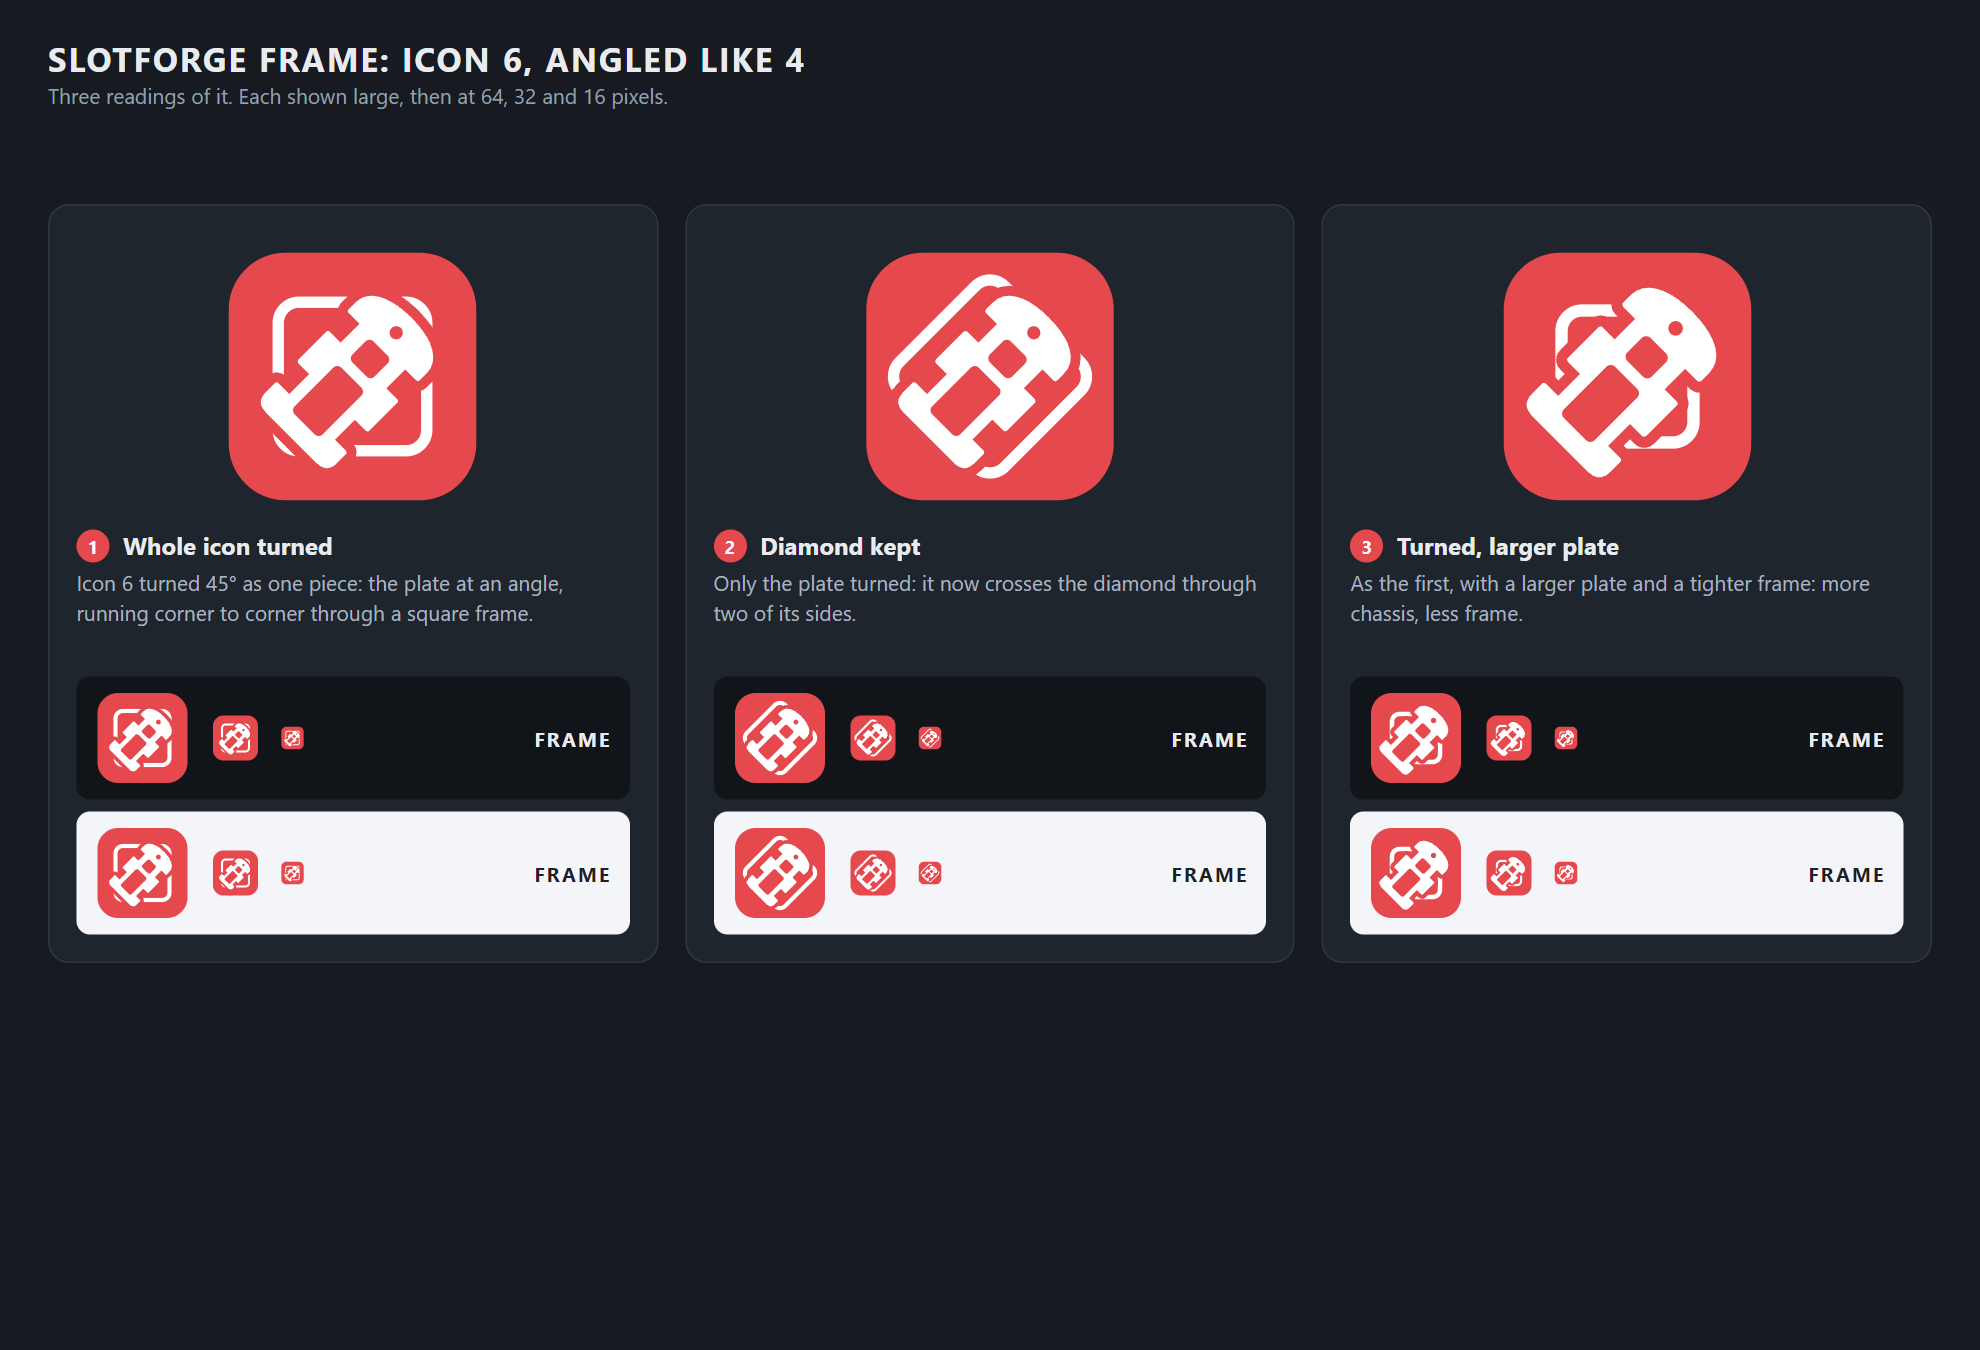 SLOTFORGE FRAME: ICON 6, ANGLED LIKE 4
Three readings of it. Each shown large, then at 64, 32 and 16 pixels.
1 Whole icon turned
Icon 6 turned 45° as one piece: the plate at an angle,
running corner to corner through a square frame.
FRAME
FRAME
2 Diamond kept
Only the plate turned: it now crosses the diamond through
two of its sides.
FRAME
FRAME
3 Turned, larger plate
As the first, with a larger plate and a tighter frame: more
chassis, less frame.
FRAME
FRAME